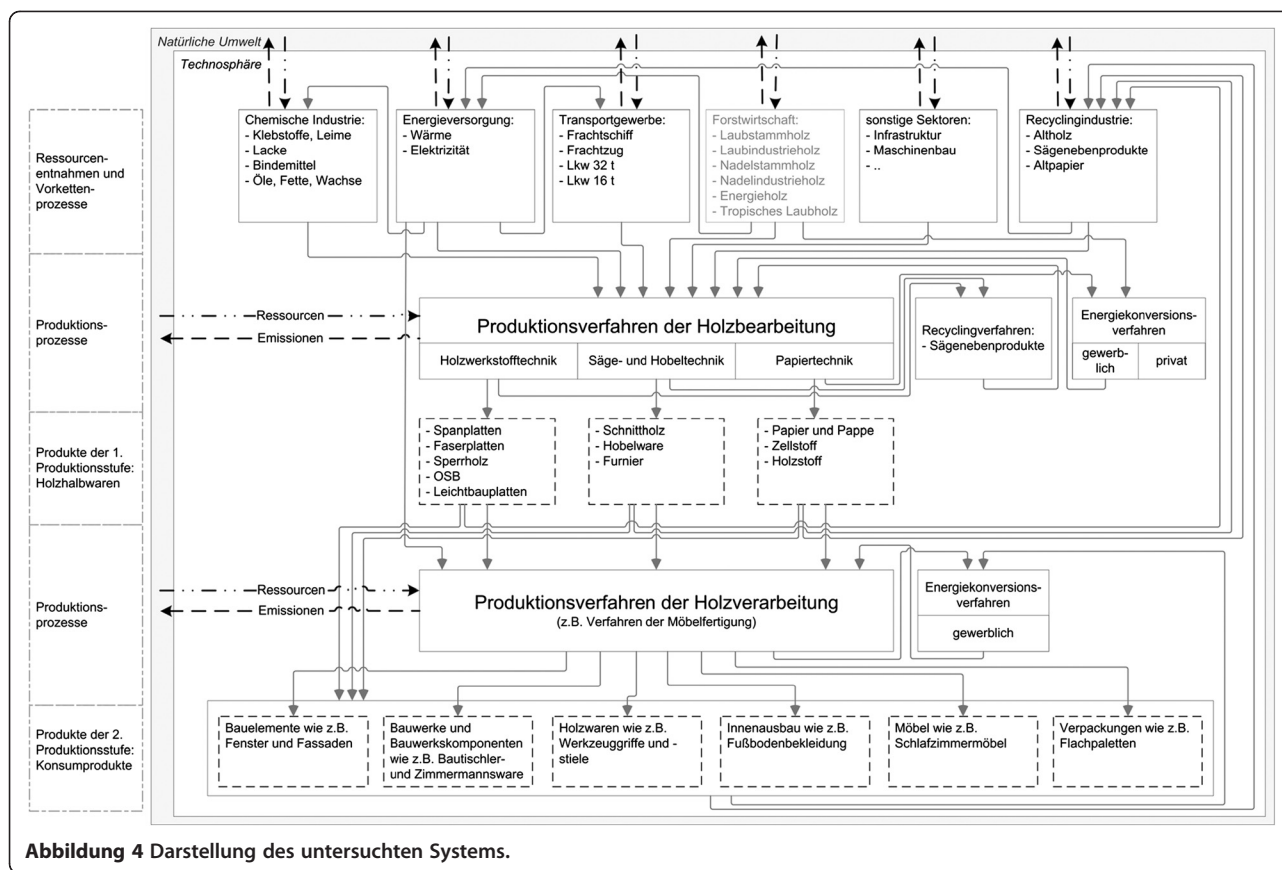 Natürliche Umwelt
Technosphäre
Ressourcen-
entnahmen und
Vorketten-
prozesse
Chemische Industrie:
- Klebstoffe, Leime
- Lacke
- Bindemittel
- Öle, Fette, Wachse
Energieversorgung:
- Wärme
- Elektrizität
Transportgewerbe:
- Frachtschiff
- Frachtzug
- Lkw 32 t
- Lkw 16 t
Forstwirtschaft:
- Laubstammholz
- Laubindustrieholz
- Nadelstammholz
- Nadelindustrieholz
- Energieholz
- Tropisches Laubholz
sonstige Sektoren:
- Infrastruktur
- Maschinenbau
- ..
Recyclingindustrie:
- Altholz
- Sägenebenprodukte
- Altpapier
Produktions-
prozesse
Ressourcen
Emissionen
Produktionsverfahren der Holzbearbeitung
Holzwerkstofftechnik
Säge- und Hobeltechnik
Papiertechnik
Recyclingverfahren:
- Sägenebenprodukte
Energiekonversions-
verfahren
gewerb-
lich
privat
Produkte der 1.
Produktionsstufe:
Holzhalbwaren
- Spanplatten
- Faserplatten
- Sperrholz
- OSB
- Leichtbauplatten
- Schnittholz
- Hobelware
- Furnier
- Papier und Pappe
- Zellstoff
- Holzstoff
Produktions-
prozesse
Ressourcen
Emissionen
Produktionsverfahren der Holzverarbeitung
(z.B. Verfahren der Möbelfertigung)
Energiekonversions-
verfahren
gewerblich
Produkte der 2.
Produktionsstufe:
Konsumprodukte
Bauelemente wie z.B.
Fenster und Fassaden
Bauwerke und
Bauwerkskomponenten
wie z.B. Bautischler-
und Zimmermannsware
Holzwaren wie z.B.
Werkzeuggriffe und -
stiele
Innenausbau wie z.B.
Fußbodenbekleidung
Möbel wie z.B.
Schlafzimmermöbel
Verpackungen wie z.B.
Flachpaletten
Abbildung 4 Darstellung des untersuchten Systems.